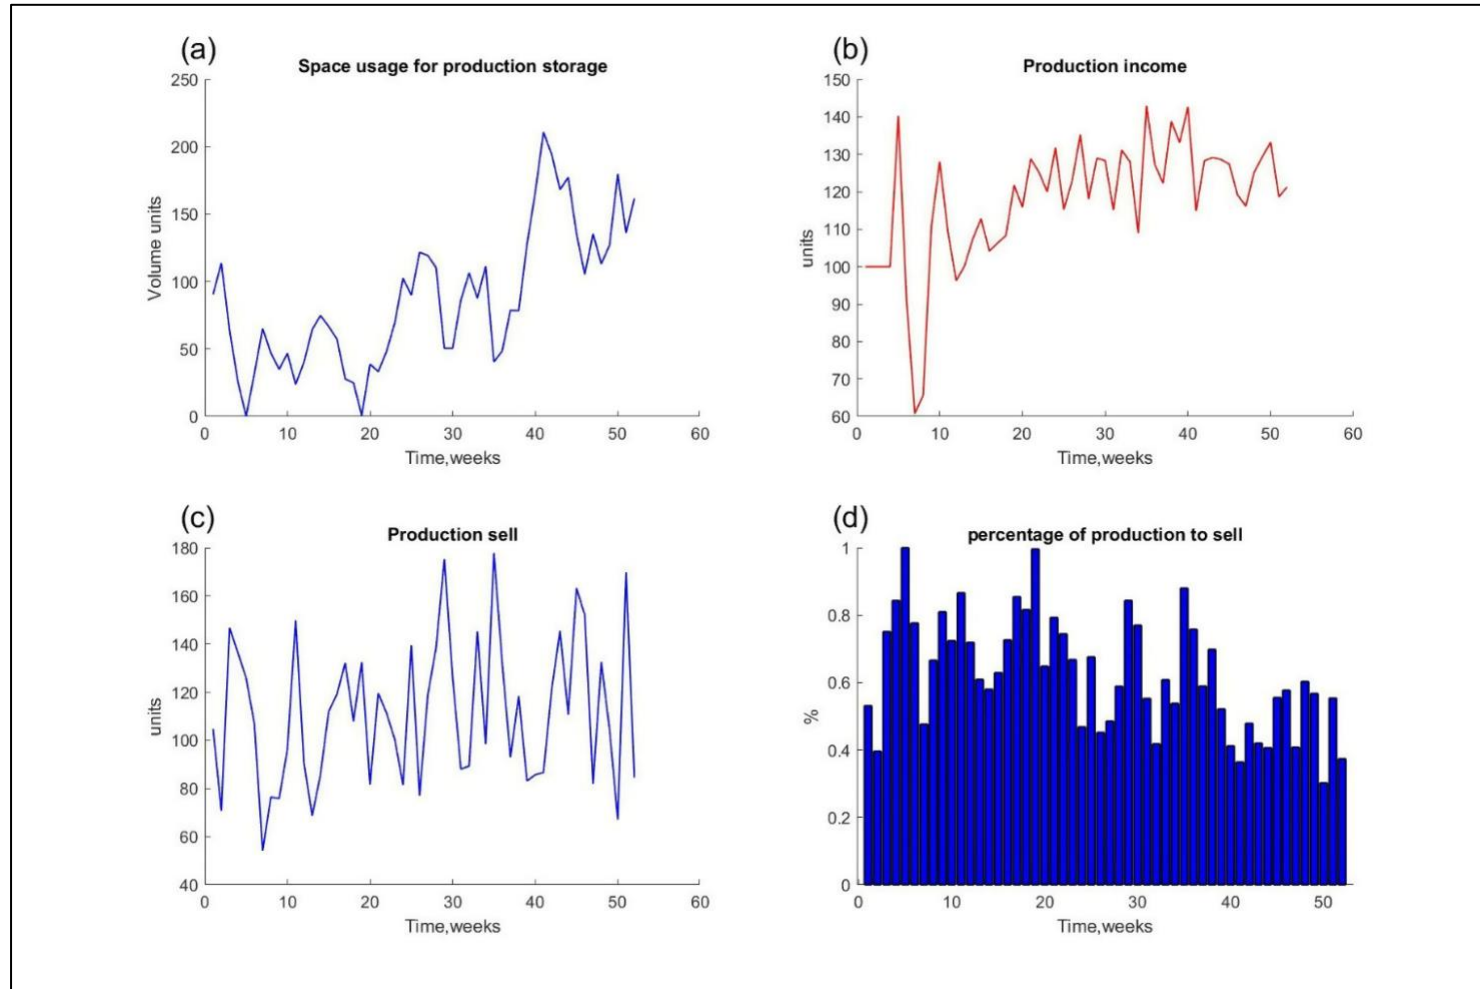 (a)
Space usage for production storage
250
200
150
100
50
0
Volume units
0 10 20 30 40 50 60
Time,weeks
(b)
Production income
150
140
130
120
110
100
90
80
70
60
units
0 10 20 30 40 50 60
Time,weeks
(c)
Production sell
180
160
140
120
100
80
60
40
units
0 10 20 30 40 50 60
Time,weeks
(d)
percentage of production to sell
1
0.8
0.6
0.4
0.2
0
%
0 10 20 30 40 50
Time,weeks